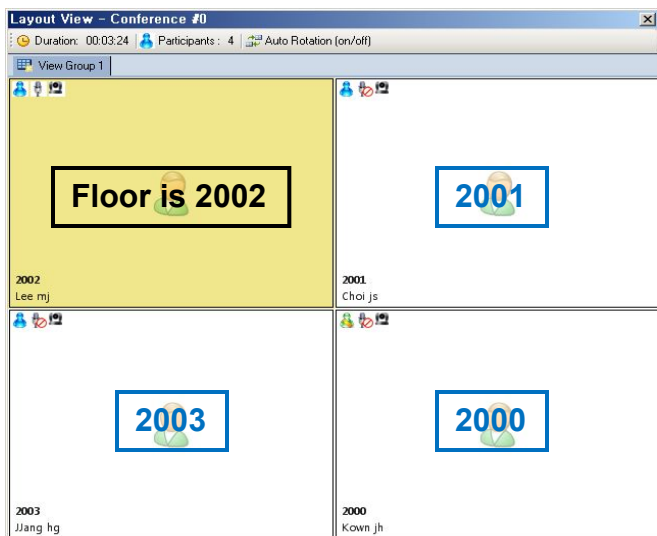 Layout View – Conference #0
Duration: 00:03:24 Participants : 4 Auto Rotation (on/off)
View Group 1
Floor is 2002
2002
Lee mj
2001
2001
Choi js
2003
2003
JJang hg
2000
2000
Kown jh